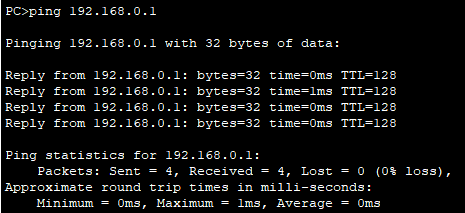 PC>ping 192.168.0.1
Pinging 192.168.0.1 with 32 bytes of data:
Reply from 192.168.0.1: bytes=32 time=0ms TTL=128
Reply from 192.168.0.1: bytes=32 time=1ms TTL=128
Reply from 192.168.0.1: bytes=32 time=0ms TTL=128
Reply from 192.168.0.1: bytes=32 time=0ms TTL=128
Ping statistics for 192.168.0.1:
Packets: Sent = 4, Received = 4, Lost = 0 (0% loss),
Approximate round trip times in milli-seconds:
Minimum = 0ms, Maximum = 1ms, Average = 0ms